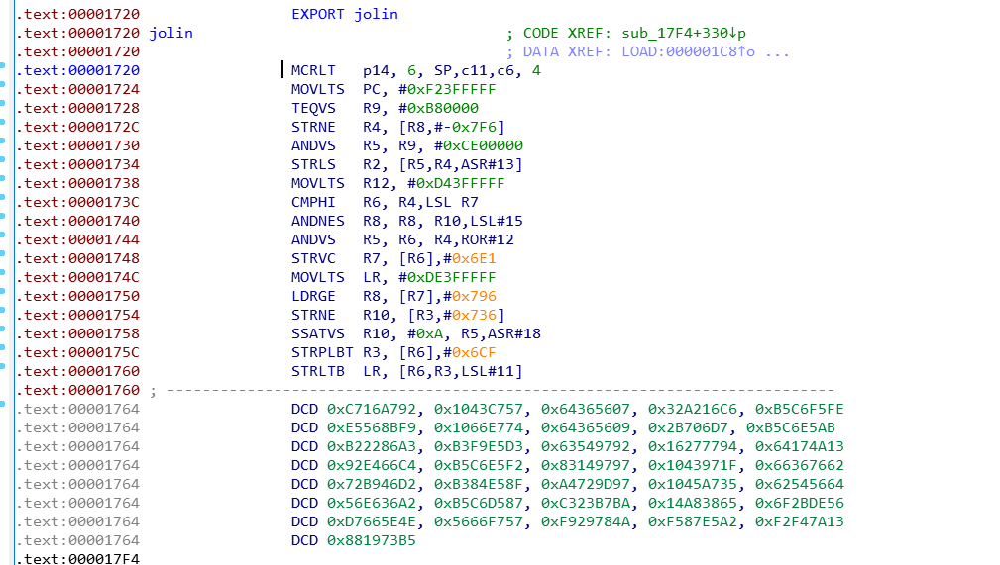 .text:00001720 EXPORT jolin
.text:00001720 jolin ; CODE XREF: sub_17F4+330↓p
.text:00001720 ; DATA XREF: LOAD:000001C8↑o ...
.text:00001720 MCRLT p14, 6, SP,c11,c6, 4
.text:00001724 MOVLTS PC, #0xF23FFFFF
.text:00001728 TEQVS R9, #0xB80000
.text:0000172C STRNE R4, [R8,#-0x7F6]
.text:00001730 ANDVS R5, R9, #0xCE00000
.text:00001734 STRLS R2, [R5,R4,ASR#13]
.text:00001738 MOVLTS R12, #0xD43FFFFF
.text:0000173C CMPHI R6, R4,LSL R7
.text:00001740 ANDNES R8, R8, R10,LSL#15
.text:00001744 ANDVS R5, R6, R4,ROR#12
.text:00001748 STRVC R7, [R6],#0x6E1
.text:0000174C MOVLTS LR, #0xDE3FFFFF
.text:00001750 LDRGE R8, [R7],#0x796
.text:00001754 STRNE R10, [R3,#0x736]
.text:00001758 SSATVS R10, #0xA, R5,ASR#18
.text:0000175C STRPLBT R3, [R6],#0x6CF
.text:00001760 STRLTB LR, [R6,R3,LSL#11]
.text:00001760 ; ---------------------------------------------------------------------------
.text:00001764 DCD 0xC716A792, 0x1043C757, 0x64365607, 0x32A216C6, 0xB5C6F5FE
.text:00001764 DCD 0xE5568BF9, 0x1066E774, 0x64365609, 0x2B706D7, 0xB5C6E5AB
.text:00001764 DCD 0xB22286A3, 0xB3F9E5D3, 0x63549792, 0x16277794, 0x64174A13
.text:00001764 DCD 0x92E466C4, 0xB5C6E5F2, 0x83149797, 0x1043971F, 0x66367662
.text:00001764 DCD 0x72B946D2, 0xB384E58F, 0xA4729D97, 0x1045A735, 0x62545664
.text:00001764 DCD 0x56E636A2, 0xB5C6D587, 0xC323B7BA, 0x14A83865, 0x6F2BDE56
.text:00001764 DCD 0xD7665E4E, 0x5666F757, 0xF929784A, 0xF587E5A2, 0xF2F47A13
.text:00001764 DCD 0x881973B5
.text:000017F4